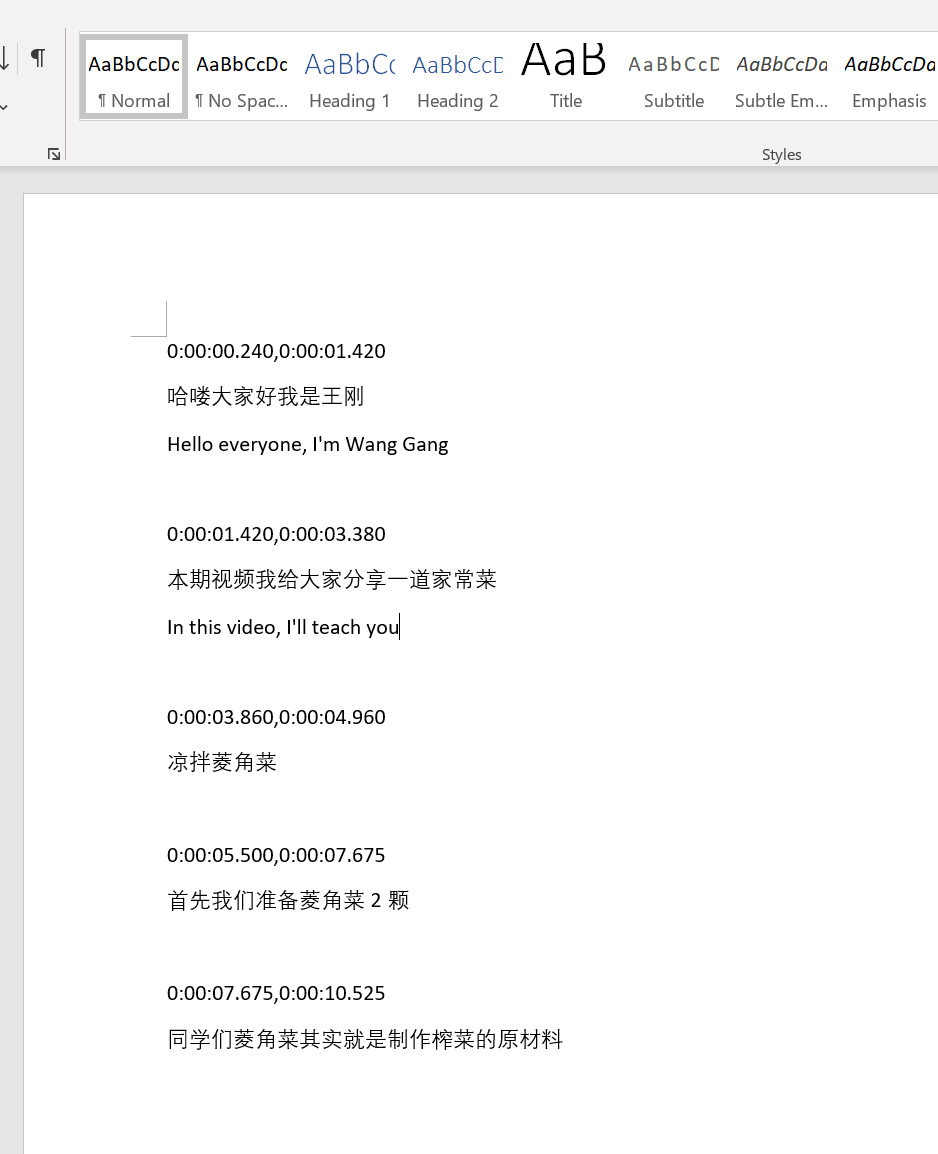 AaBbCcDc AaBbCcDc AaBbCc AaBbCcD AaB AaBbCcD AaBbCcDa AaBbCcDa
¶ Normal ¶ No Spac... Heading 1 Heading 2 Title Subtitle Subtle Em... Emphasis
Styles
0:00:00.240,0:00:01.420
哈喽大家好我是王刚
Hello everyone, I'm Wang Gang
0:00:01.420,0:00:03.380
本期视频我给大家分享一道家常菜
In this video, I'll teach you
0:00:03.860,0:00:04.960
凉拌菱角菜
0:00:05.500,0:00:07.675
首先我们准备菱角菜 2 颗
0:00:07.675,0:00:10.525
同学们菱角菜其实就是制作榨菜的原材料